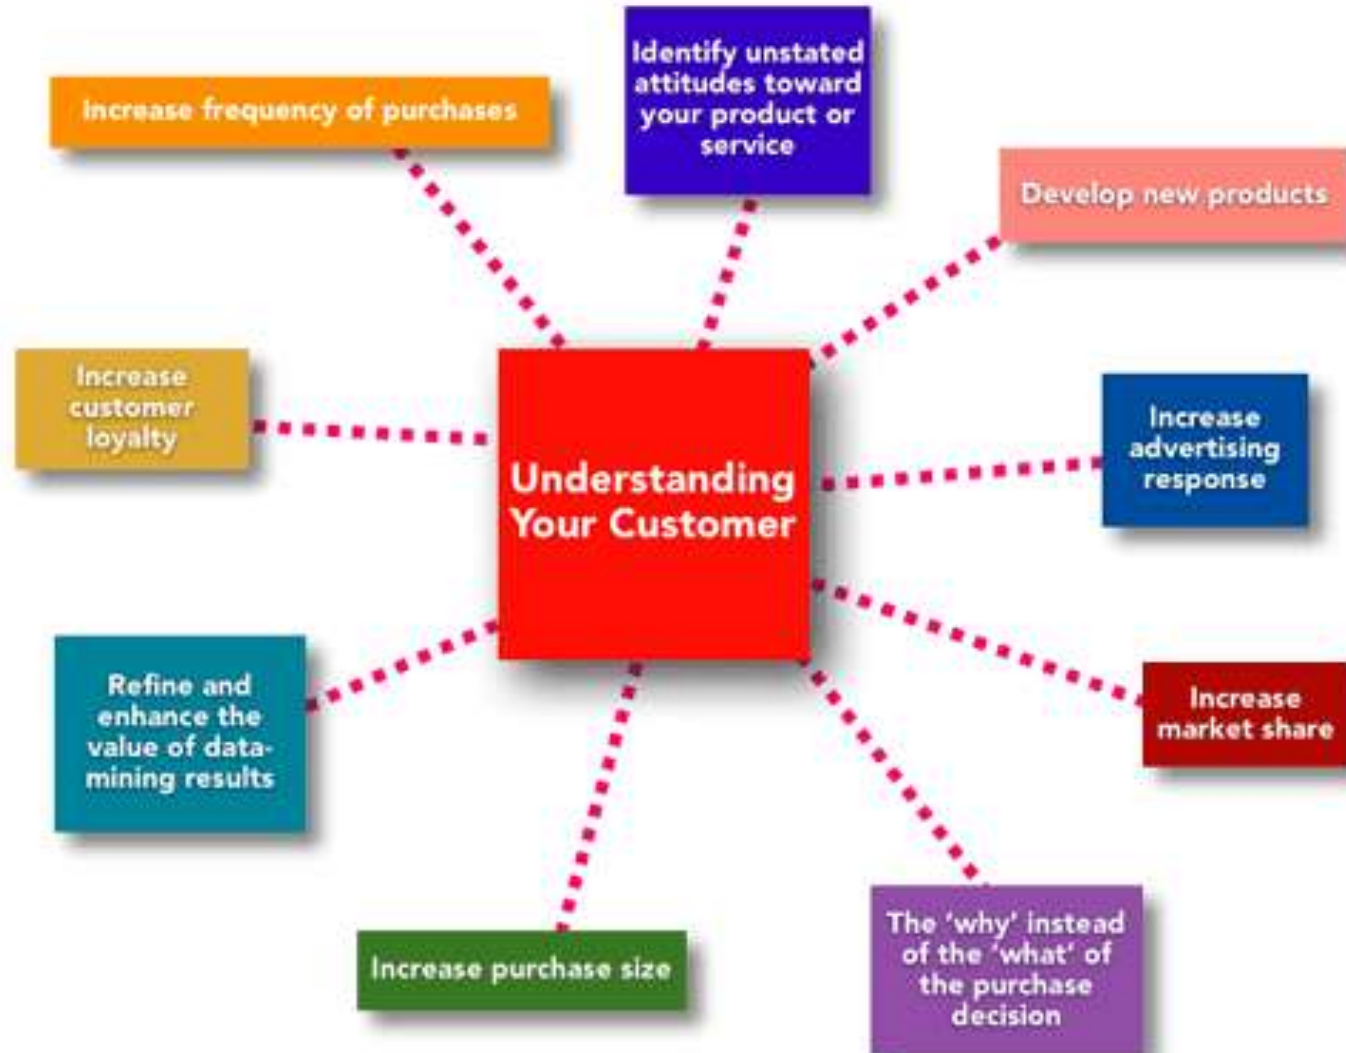 Increase frequency of purchases
Identify unstated
attitudes toward
your product or
service
Develop new products
Increase
customer
loyalty
Understanding
Your Customer
Increase
advertising
response
Refine and
enhance the
value of data-
mining results
Increase
market share
Increase purchase size
The ‘why’ instead
of the ‘what’ of
the purchase
decision